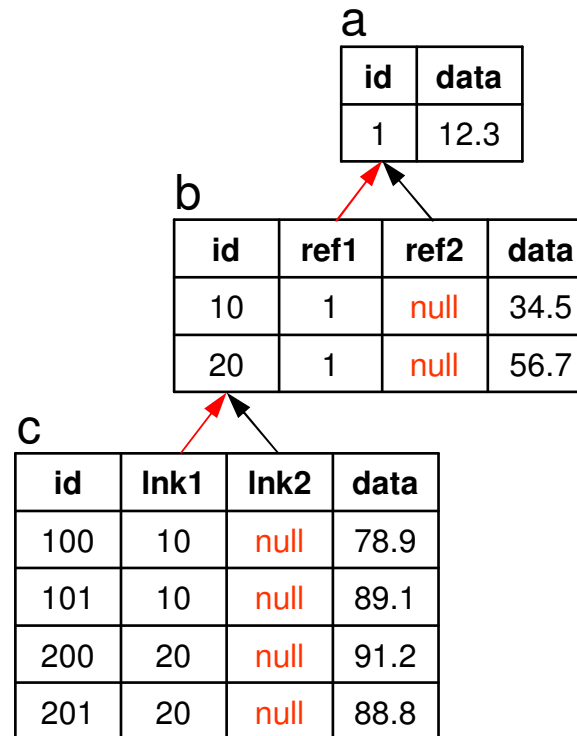 a
id data
1 12.3
b
id ref1 ref2 data
10 1 null 34.5
20 1 null 56.7
c
id lnk1 lnk2 data
100 10 null 78.9
101 10 null 89.1
200 20 null 91.2
201 20 null 88.8